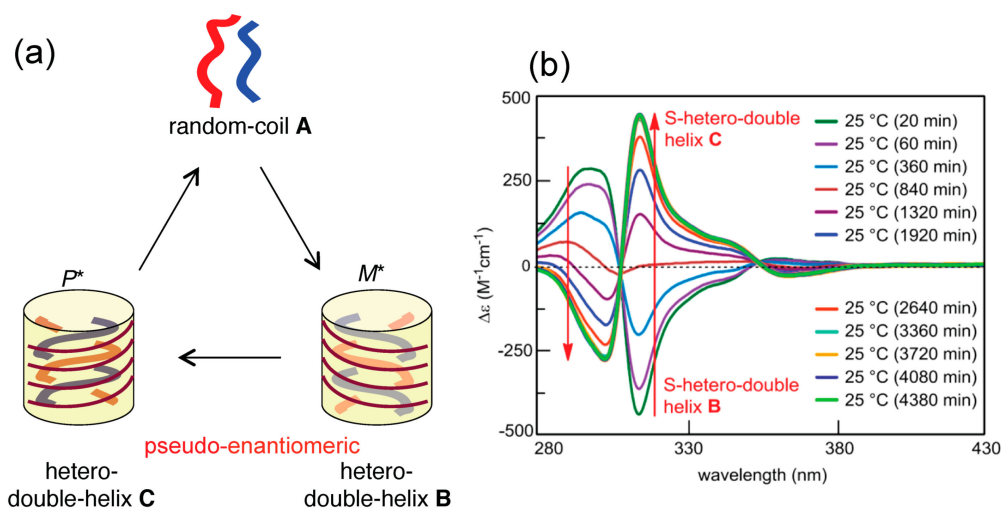 (a)
random-coil A
P*
M*
pseudo-enantiomeric
hetero-
double-helix C
hetero-
double-helix B
(b)
500
250
0
-250
-500
Δε (M⁻¹cm⁻¹)
S-hetero-double
helix C
S-hetero-double
helix B
25 °C (20 min)
25 °C (60 min)
25 °C (360 min)
25 °C (840 min)
25 °C (1320 min)
25 °C (1920 min)
25 °C (2640 min)
25 °C (3360 min)
25 °C (3720 min)
25 °C (4080 min)
25 °C (4380 min)
280
330
380
430
wavelength (nm)